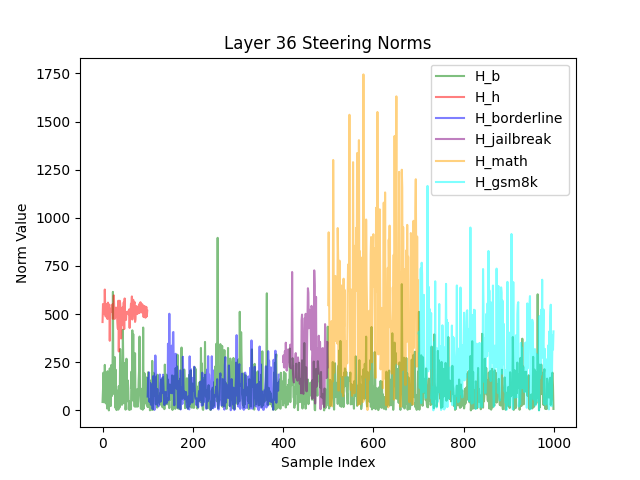 Layer 36 Steering Norms
H_b
H_h
H_borderline
H_jailbreak
H_math
H_gsm8k
Norm Value
1750
1500
1250
1000
750
500
250
0
0 200 400 600 800 1000
Sample Index